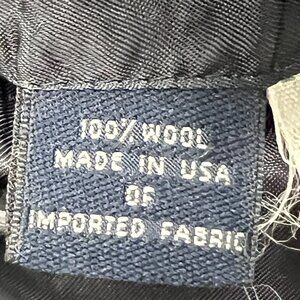 100% WOOL
MADE IN USA
OF
IMPORTED FABRIC